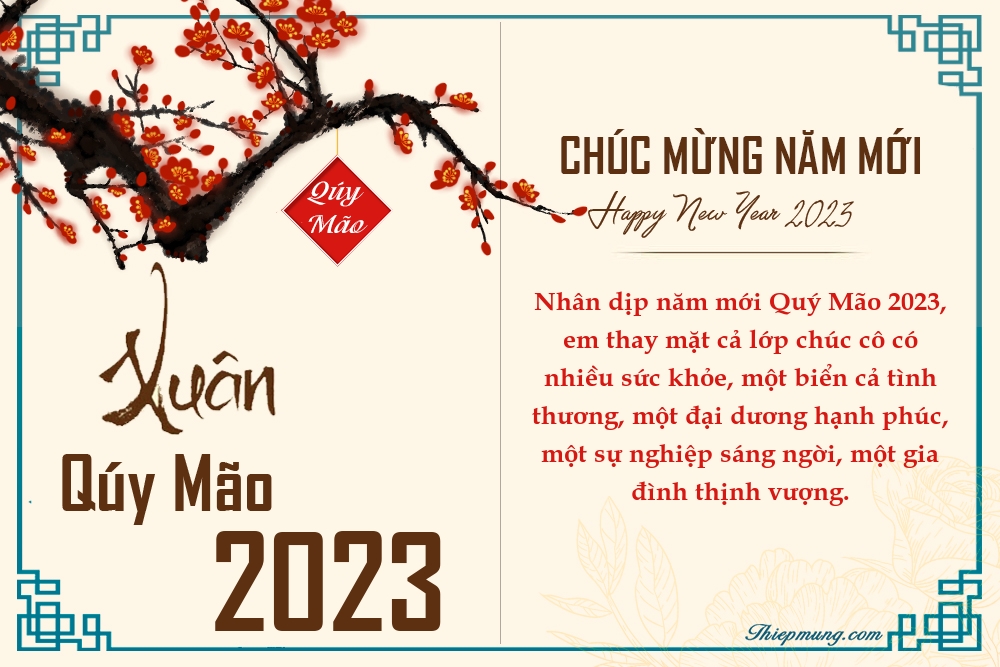 Qúy
Mão
Xuân
Qúy Mão
2023
CHÚC MỪNG NĂM MỚI
Happy New Year 2023
Nhân dịp năm mới Quý Mão 2023,
em thay mặt cả lớp chúc cô có
nhiều sức khỏe, một biển cả tình
thương, một đại dương hạnh phúc,
một sự nghiệp sáng ngời, một gia
đình thịnh vượng.
Thiepmung.com